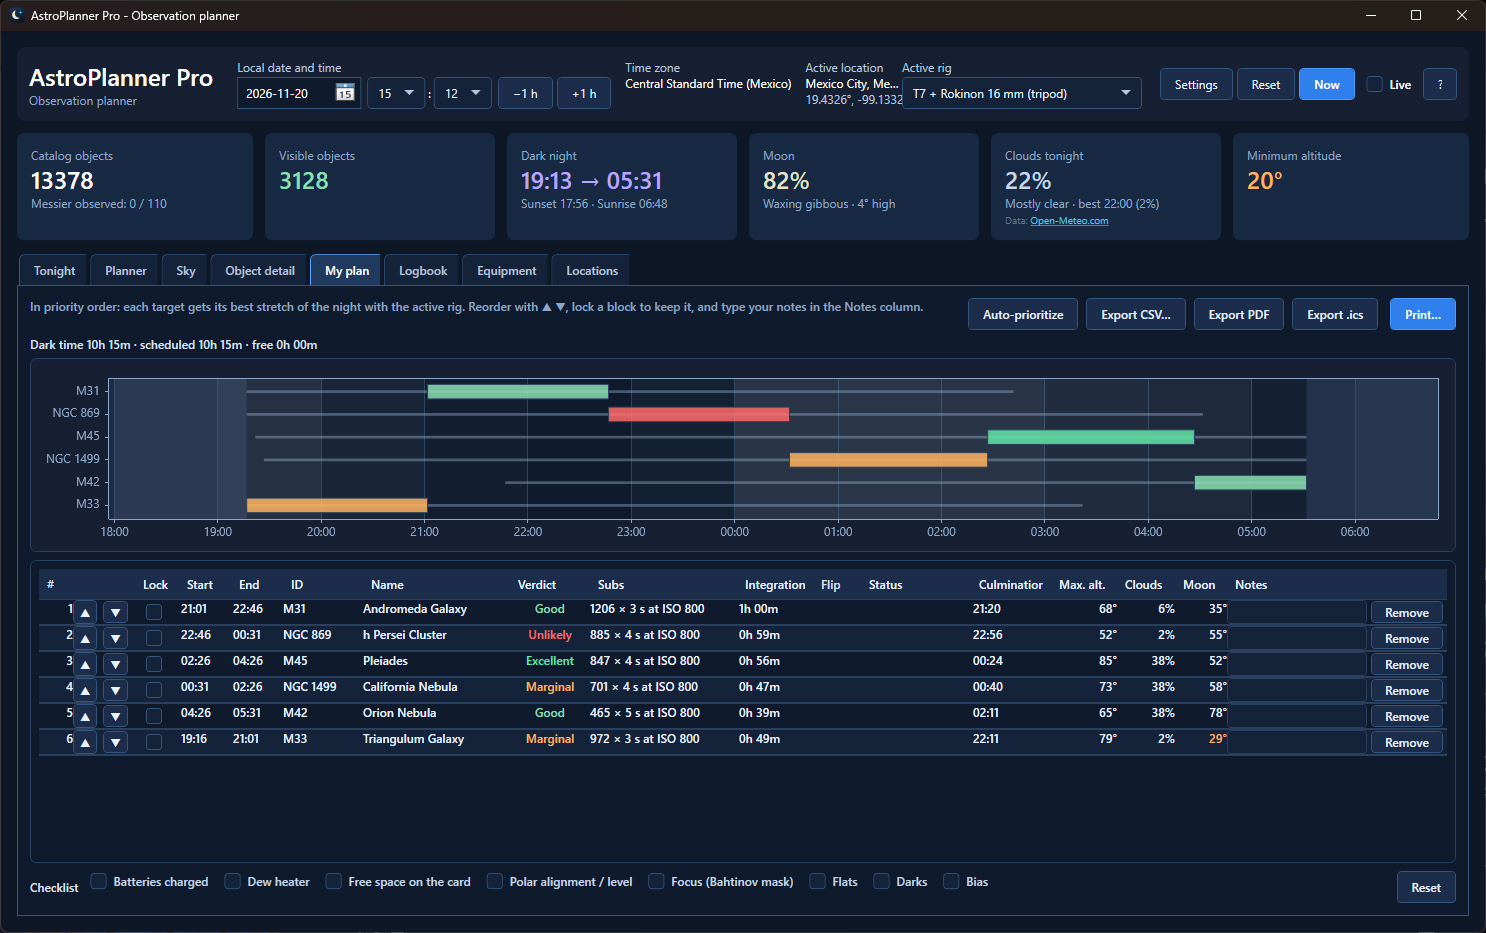 AstroPlanner Pro - Observation planner
AstroPlanner Pro
Observation planner
Local date and time
2026-11-20
15
15 : 12
−1 h
+1 h
Time zone
Central Standard Time (Mexico)
Active location
Mexico City, Me...
19.4326°, -99.1332
Active rig
T7 + Rokinon 16 mm (tripod)
Settings
Reset
Now
Live
?
Catalog objects
13378
Messier observed: 0 / 110
Visible objects
3128
Dark night
19:13 → 05:31
Sunset 17:56 · Sunrise 06:48
Moon
82%
Waxing gibbous · 4° high
Clouds tonight
22%
Mostly clear · best 22:00 (2%)
Data: Open-Meteo.com
Minimum altitude
20°
Tonight
Planner
Sky
Object detail
My plan
Logbook
Equipment
Locations
In priority order: each target gets its best stretch of the night with the active rig. Reorder with ▲ ▼, lock a block to keep it, and type your notes in the Notes column.
Auto-prioritize
Export CSV...
Export PDF
Export .ics
Print...
Dark time 10h 15m · scheduled 10h 15m · free 0h 00m
M31
NGC 869
M45
NGC 1499
M42
M33
18:00 19:00 20:00 21:00 22:00 23:00 00:00 01:00 02:00 03:00 04:00 05:00 06:00
# Lock Start End ID Name Verdict Subs Integration Flip Status Culminatior Max. alt. Clouds Moon Notes
1 ▲ ▼ 21:01 22:46 M31 Andromeda Galaxy Good 1206 × 3 s at ISO 800 1h 00m 21:20 68° 6% 35° Remove
2 ▲ ▼ 22:46 00:31 NGC 869 h Persei Cluster Unlikely 885 × 4 s at ISO 800 0h 59m 22:56 52° 2% 55° Remove
3 ▲ ▼ 02:26 04:26 M45 Pleiades Excellent 847 × 4 s at ISO 800 0h 56m 00:24 85° 38% 52° Remove
4 ▲ ▼ 00:31 02:26 NGC 1499 California Nebula Marginal 701 × 4 s at ISO 800 0h 47m 00:40 73° 38% 58° Remove
5 ▲ ▼ 04:26 05:31 M42 Orion Nebula Good 465 × 5 s at ISO 800 0h 39m 02:11 65° 38% 78° Remove
6 ▲ ▼ 19:16 21:01 M33 Triangulum Galaxy Marginal 972 × 3 s at ISO 800 0h 49m 22:11 79° 2% 29° Remove
Checklist Batteries charged Dew heater Free space on the card Polar alignment / level Focus (Bahtinov mask) Flats Darks Bias
Reset